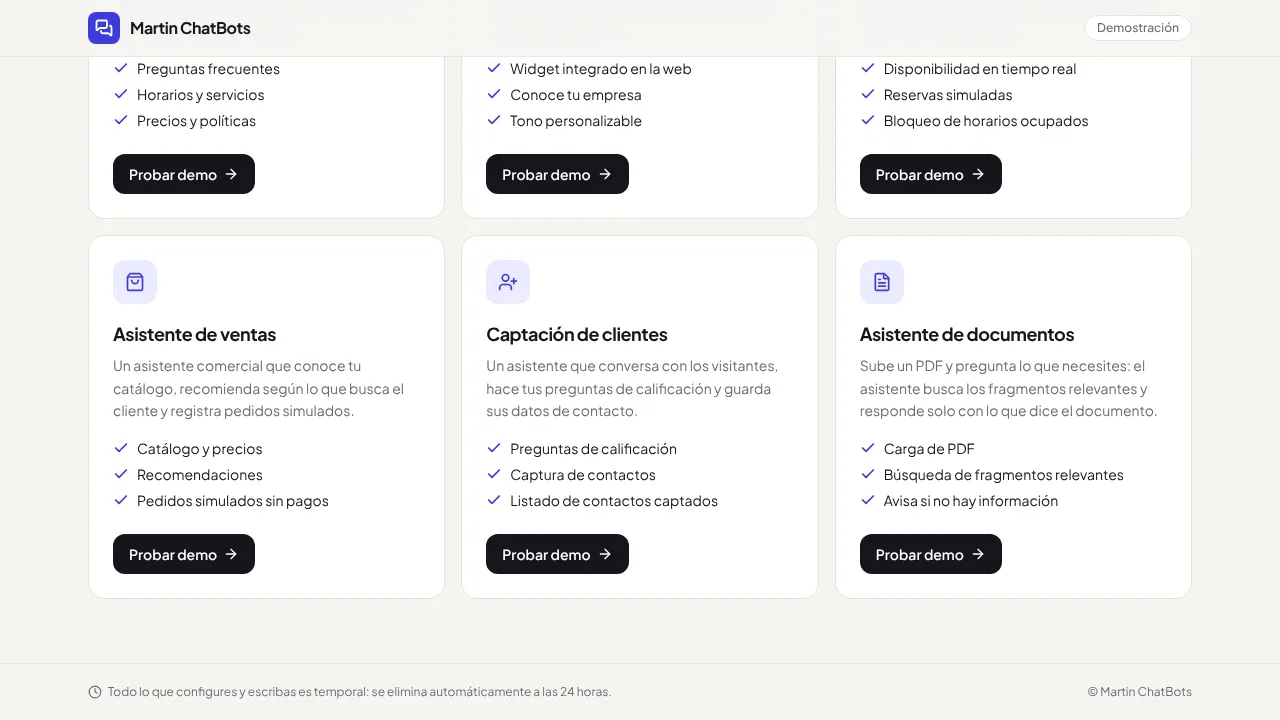 Martin ChatBots
Demostración
Preguntas frecuentes
Horarios y servicios
Precios y políticas
Probar demo
Widget integrado en la web
Conoce tu empresa
Tono personalizable
Probar demo
Disponibilidad en tiempo real
Reservas simuladas
Bloqueo de horarios ocupados
Probar demo
Asistente de ventas
Un asistente comercial que conoce tu
catálogo, recomienda según lo que busca el
cliente y registra pedidos simulados.
Catálogo y precios
Recomendaciones
Pedidos simulados sin pagos
Probar demo
Captación de clientes
Un asistente que conversa con los visitantes,
hace tus preguntas de calificación y guarda
sus datos de contacto.
Preguntas de calificación
Captura de contactos
Listado de contactos captados
Probar demo
Asistente de documentos
Sube un PDF y pregunta lo que necesites: el
asistente busca los fragmentos relevantes y
responde solo con lo que dice el documento.
Carga de PDF
Búsqueda de fragmentos relevantes
Avisa si no hay información
Probar demo
Todo lo que configures y escribas es temporal: se elimina automáticamente a las 24 horas.
© Martin ChatBots